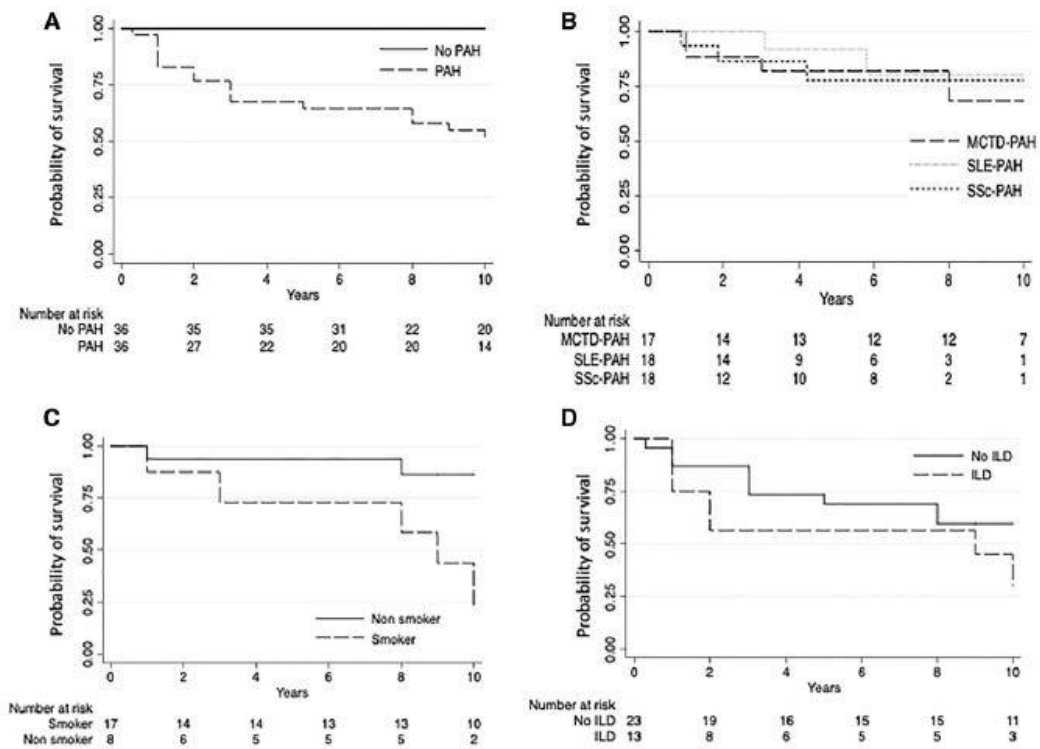 A
Probability of survival
1.00
0.75
0.50
0.25
0.00
No PAH
PAH
0 2 4 6 8 10
Years
Number at risk
No PAH 36 35 35 31 22 20
PAH 36 27 22 20 20 14
B
Probability of survival
1.00
0.75
0.50
0.25
0.00
MCTD-PAH
SLE-PAH
SSc-PAH
0 2 4 6 8 10
Years
Number at risk
MCTD-PAH 17 14 13 12 12 7
SLE-PAH 18 14 9 6 3 1
SSc-PAH 18 12 10 8 2 1
C
Probability of survival
1.00
0.75
0.50
0.25
0.00
Non smoker
Smoker
0 2 4 6 8 10
Years
Number at risk
Smoker 17 14 14 13 13 10
Non smoker 8 6 5 5 5 2
D
Probability of survival
1.00
0.75
0.50
0.25
0.00
No ILD
ILD
0 2 4 6 8 10
Years
Number at risk
No ILD 23 19 16 15 15 11
ILD 13 8 6 5 5 3